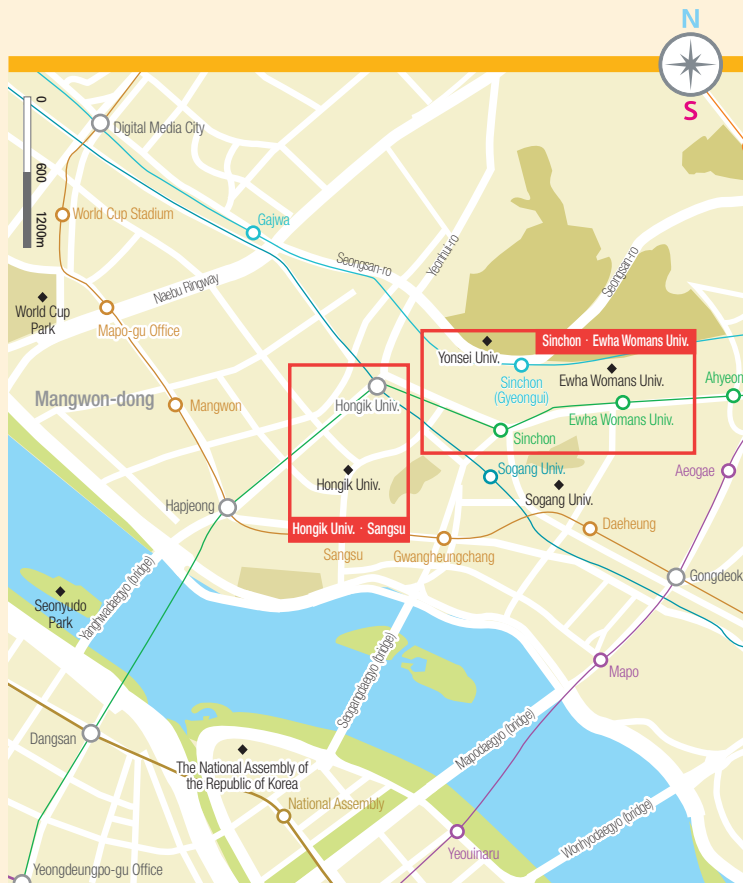 N
S
0
600
1200m
Digital Media City
World Cup Stadium
Gajwa
Seongsan-ro
Yeonhui-ro
Seongsan-ro
Naebu Ringway
World Cup
Park
Mapo-gu Office
Mangwon-dong
Mangwon
Hongik Univ.
Yonsei Univ.
Sinchon · Ewha Womans Univ.
Sinchon
(Gyeongui)
Ewha Womans Univ.
Ewha Womans Univ.
Ahyeon
Sinchon
Hongik Univ.
Sogang Univ.
Sogang Univ.
Aeogae
Hapjeong
Hongik Univ. · Sangsu
Sangsu
Gwangheungchang
Daeheung
Gongdeok
Seonyudo
Park
Yanghwadaegyo (bridge)
Seogangdaegyo (bridge)
Mapo
Mapodaegyo (bridge)
Dangsan
The National Assembly of
the Republic of Korea
National Assembly
Yeouinaru
Wonhyodaegyo (bridge)
Yeongdeungpo-gu Office